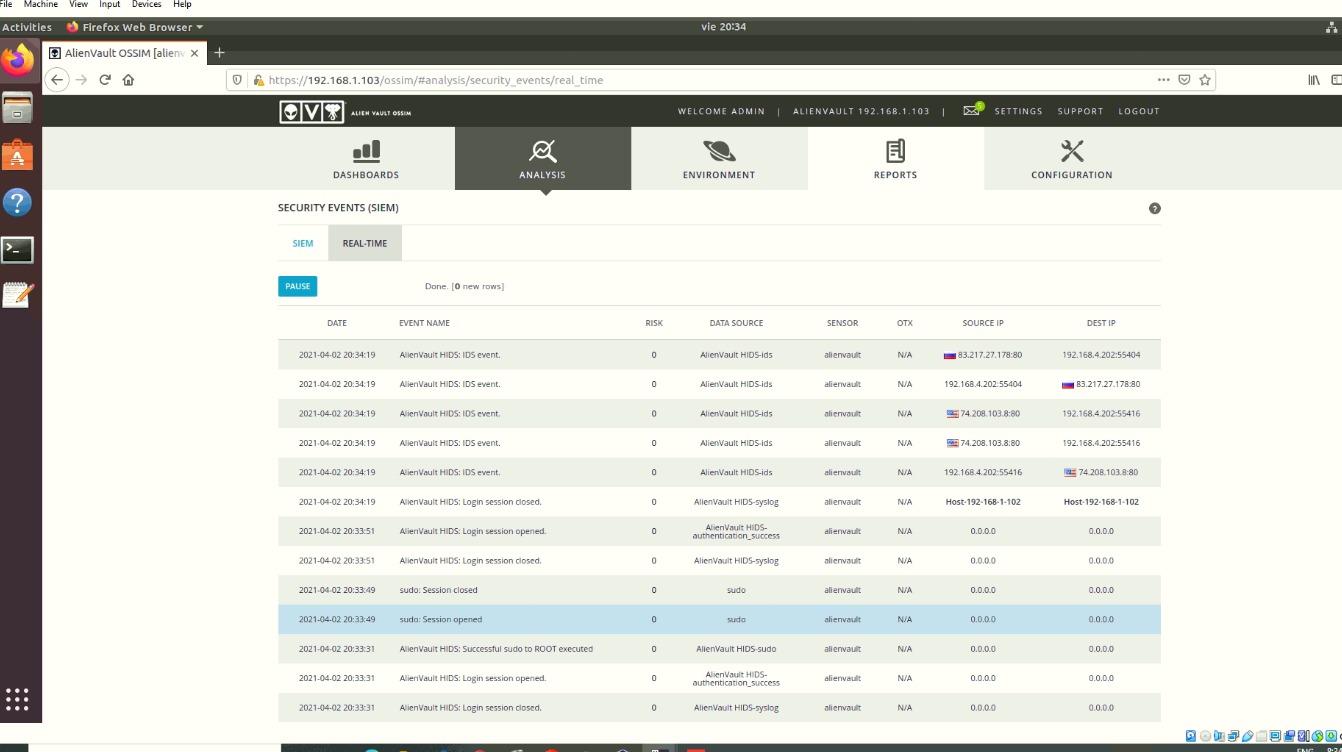 File Machine View Input Devices Help
Activities Firefox Web Browser vie 20:34
AlienVault OSSIM [alienv
https://192.168.1.103/ossim/#analysis/security_events/real_time
AVT ALIEN VAULT OSSIM WELCOME ADMIN | ALIENVAULT 192.168.1.103 | 5 SETTINGS SUPPORT LOGOUT
DASHBOARDS ANALYSIS ENVIRONMENT REPORTS CONFIGURATION
SECURITY EVENTS (SIEM)
SIEM REAL-TIME
PAUSE Done. [0 new rows]
DATE EVENT NAME RISK DATA SOURCE SENSOR OTX SOURCE IP DEST IP
2021-04-02 20:34:19 AlienVault HIDS: IDS event. 0 AlienVault HIDS-ids alienvault N/A 83.217.27.178:80 192.168.4.202:55404
2021-04-02 20:34:19 AlienVault HIDS: IDS event. 0 AlienVault HIDS-ids alienvault N/A 192.168.4.202:55404 83.217.27.178:80
2021-04-02 20:34:19 AlienVault HIDS: IDS event. 0 AlienVault HIDS-ids alienvault N/A 74.208.103.8:80 192.168.4.202:55416
2021-04-02 20:34:19 AlienVault HIDS: IDS event. 0 AlienVault HIDS-ids alienvault N/A 74.208.103.8:80 192.168.4.202:55416
2021-04-02 20:34:19 AlienVault HIDS: IDS event. 0 AlienVault HIDS-ids alienvault N/A 192.168.4.202:55416 74.208.103.8:80
2021-04-02 20:34:19 AlienVault HIDS: Login session closed. 0 AlienVault HIDS-syslog alienvault N/A Host-192-168-1-102 Host-192-168-1-102
2021-04-02 20:33:51 AlienVault HIDS: Login session opened. 0 AlienVault HIDS-authentication_success alienvault N/A 0.0.0.0 0.0.0.0
2021-04-02 20:33:51 AlienVault HIDS: Login session closed. 0 AlienVault HIDS-syslog alienvault N/A 0.0.0.0 0.0.0.0
2021-04-02 20:33:49 sudo: Session closed 0 sudo alienvault N/A 0.0.0.0 0.0.0.0
2021-04-02 20:33:49 sudo: Session opened 0 sudo alienvault N/A 0.0.0.0 0.0.0.0
2021-04-02 20:33:31 AlienVault HIDS: Successful sudo to ROOT executed 0 AlienVault HIDS-sudo alienvault N/A 0.0.0.0 0.0.0.0
2021-04-02 20:33:31 AlienVault HIDS: Login session opened. 0 AlienVault HIDS-authentication_success alienvault N/A 0.0.0.0 0.0.0.0
2021-04-02 20:33:31 AlienVault HIDS: Login session closed. 0 AlienVault HIDS-syslog alienvault N/A 0.0.0.0 0.0.0.0